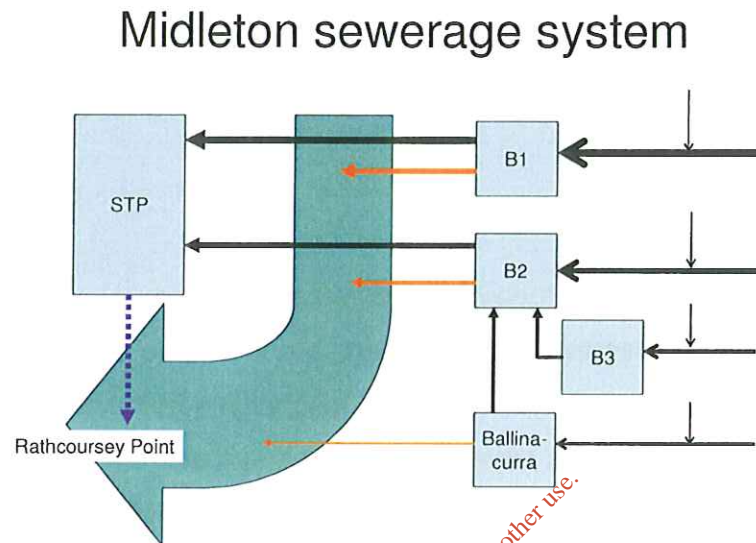 Midleton sewerage system
STP
B1
B2
B3
Rathcoursey Point
Ballina-
curra
other use.